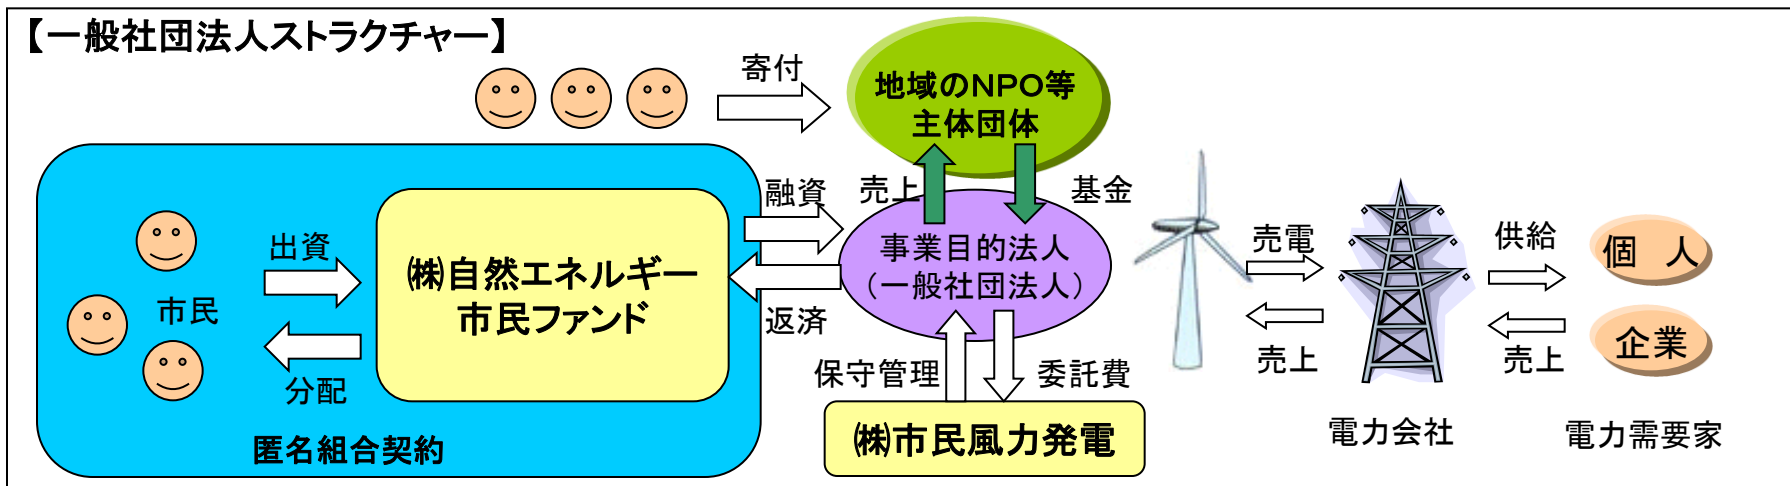 【一般社団法人ストラクチャー】
寄付
地域のNPO等
主体団体
融資
売上
基金
出資
市民
分配
㈱自然エネルギー
市民ファンド
匿名組合契約
返済
事業目的法人
（一般社団法人）
保守管理
委託費
㈱市民風力発電
売電
売上
電力会社
供給
売上
個　人
企業
電力需要家